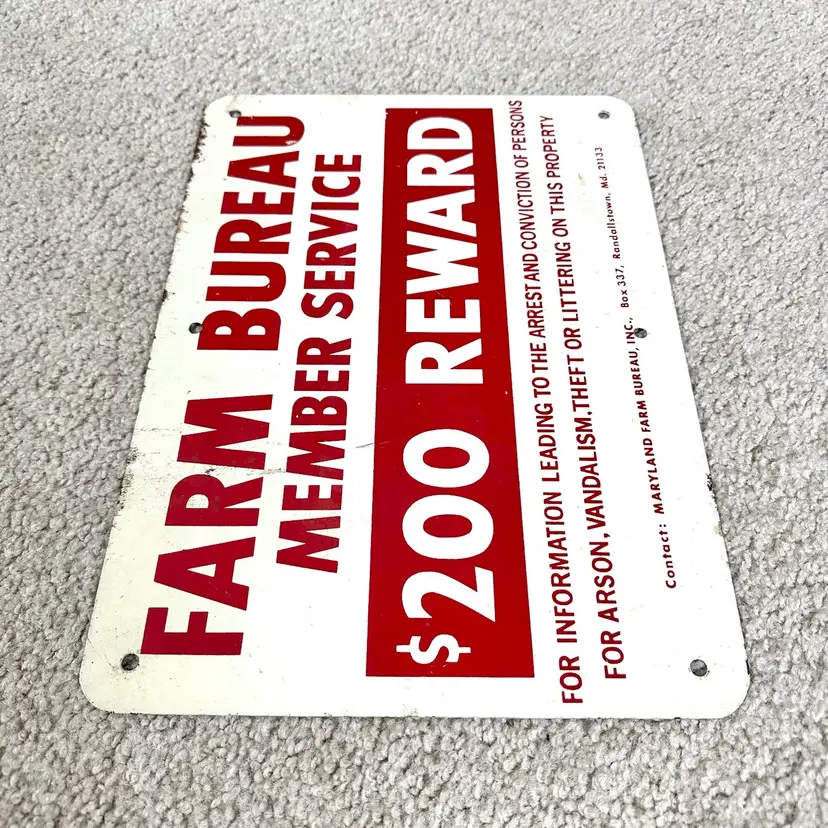 FARM BUREAU
MEMBER SERVICE
$200 REWARD
FOR INFORMATION LEADING TO THE ARREST AND CONVICTION OF PERSONS
FOR ARSON, VANDALISM, THEFT OR LITTERING ON THIS PROPERTY
Contact: MARYLAND FARM BUREAU, INC., Box 337, Randallstown, Md. 21133